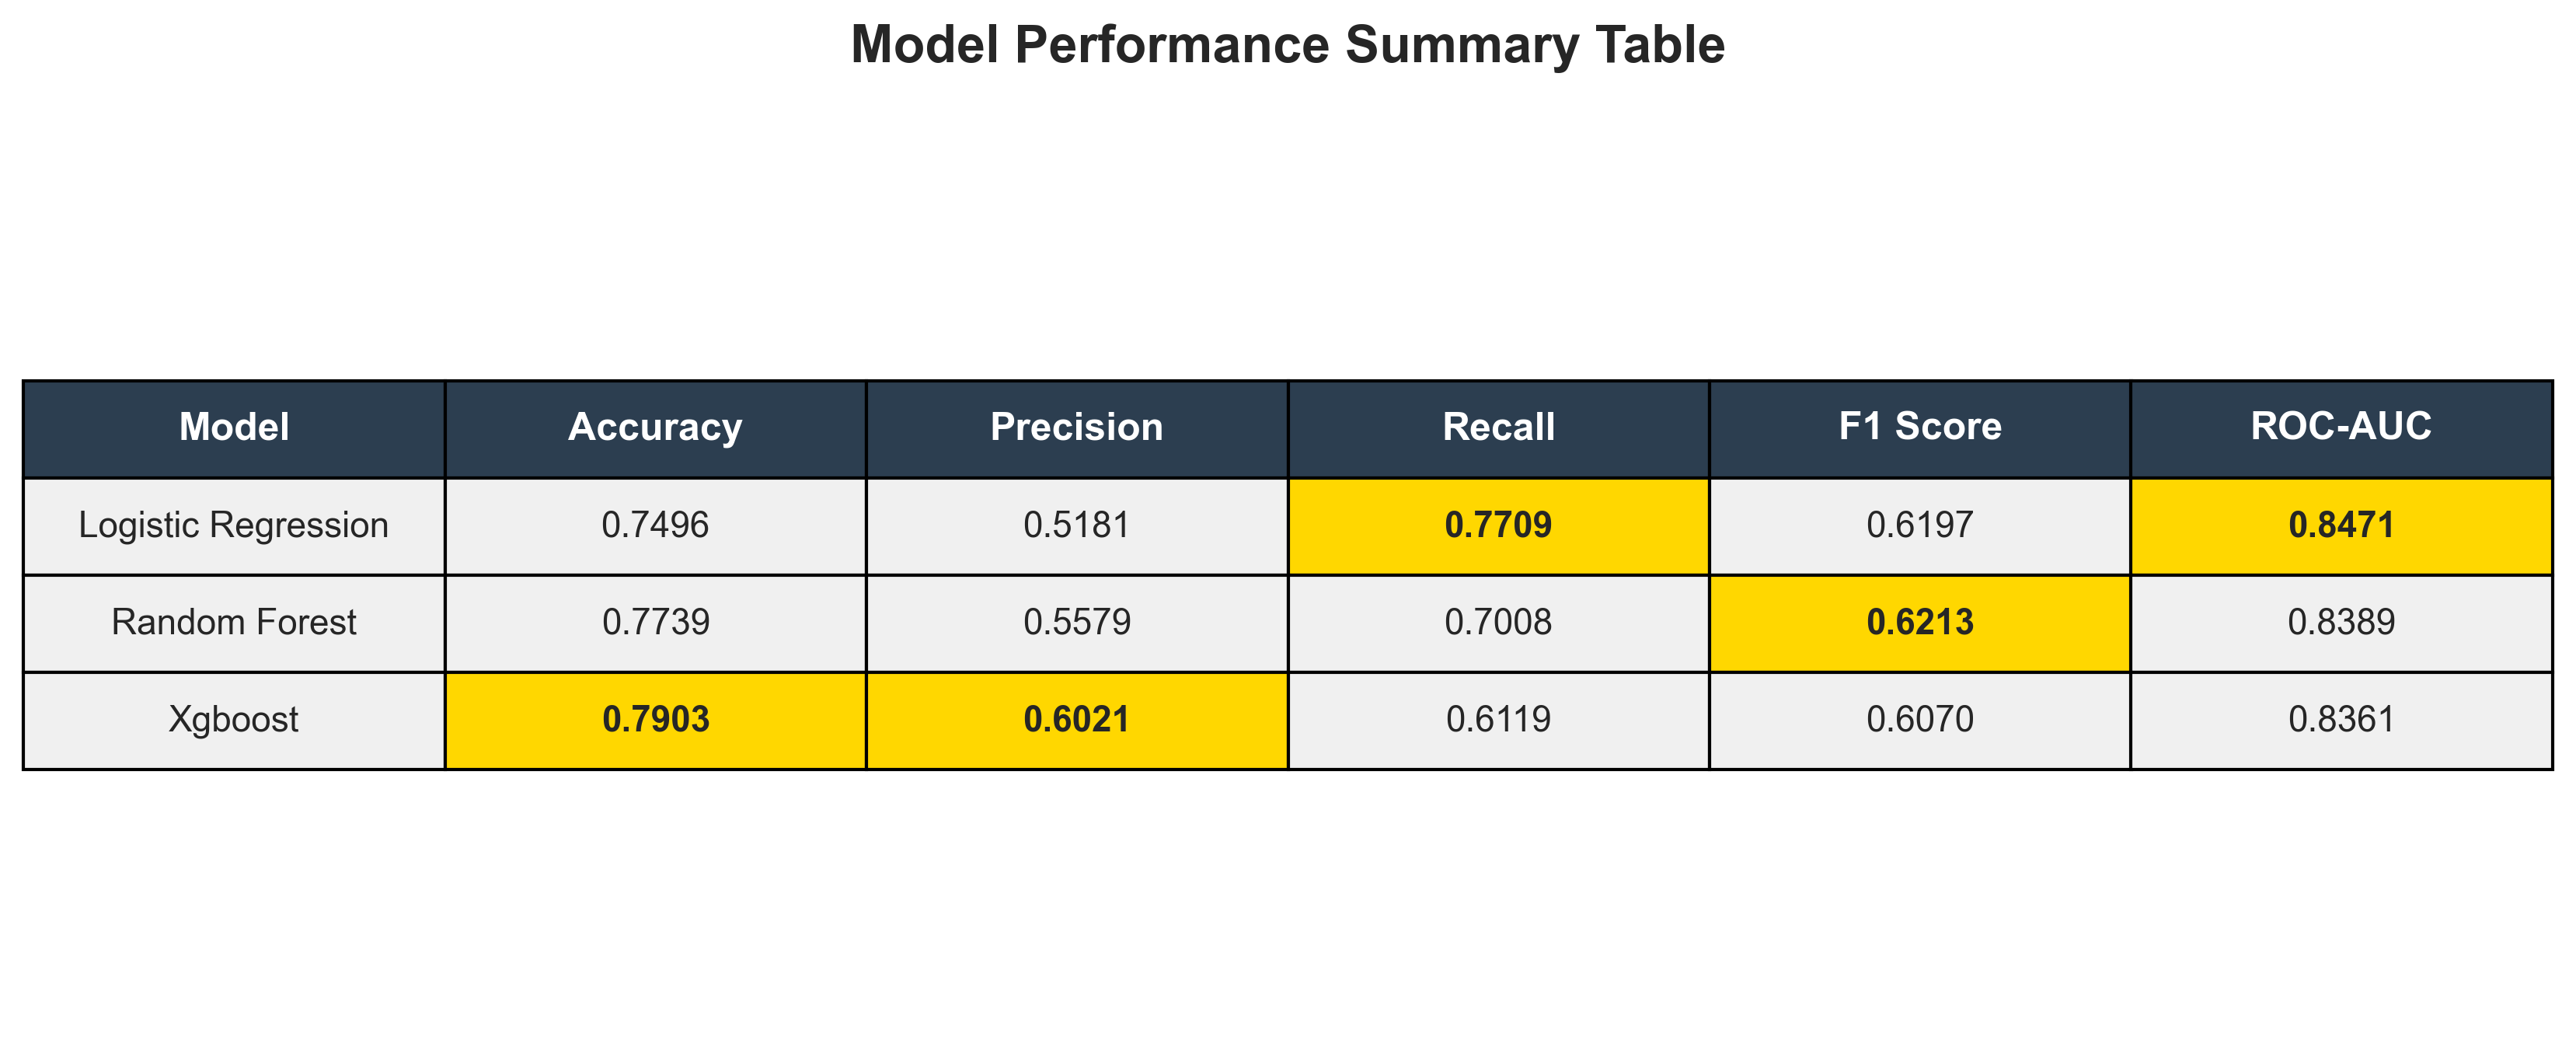 Model Performance Summary Table
Model Accuracy Precision Recall F1 Score ROC-AUC
Logistic Regression 0.7496 0.5181 0.7709 0.6197 0.8471
Random Forest 0.7739 0.5579 0.7008 0.6213 0.8389
Xgboost 0.7903 0.6021 0.6119 0.6070 0.8361